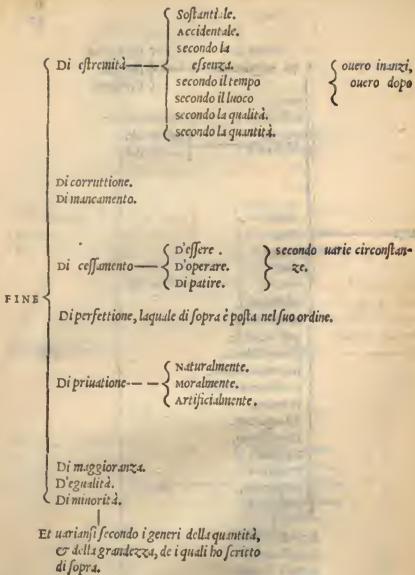 Sostantiale.
Accidentale.
secondo la
essenza.
Di estremità
secondo il tempo
secondo il luoco
secondo la qualità.
secondo la quantità.
ouero inanzi,
ouero dopo
Di corruttione.
Di mancamento.
D'essere .
Di cessamento
D'operare.
Di patire.
secondo uarie circonstan-
ze.
FINE
Di perfettione, laquale di sopra è posta nel suo ordine.
Naturalmente.
Di priuatione
Moralmente.
Artificialmente.
Di maggioranza.
D'egualità.
Di minorità.
Et uariansi secondo i generi della quantità,
& della grandezza, de i quali ho scritto
di sopra.